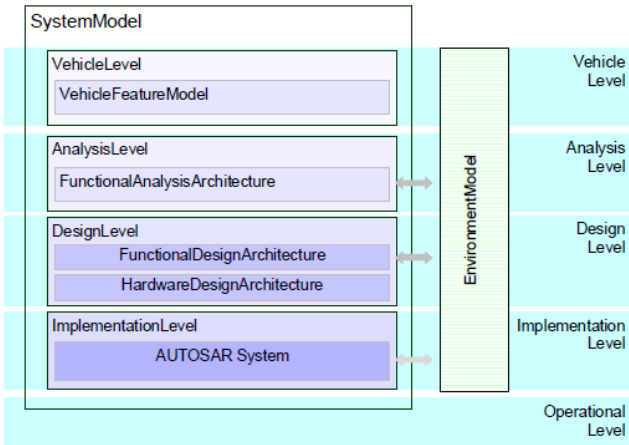 SystemModel
VehicleLevel
VehicleFeatureModel
Vehicle
Level
AnalysisLevel
FunctionalAnalysisArchitecture
Analysis
Level
EnvironmentModel
DesignLevel
FunctionalDesignArchitecture
HardwareDesignArchitecture
Design
Level
ImplementationLevel
AUTOSAR System
Implementation
Level
Operational
Level